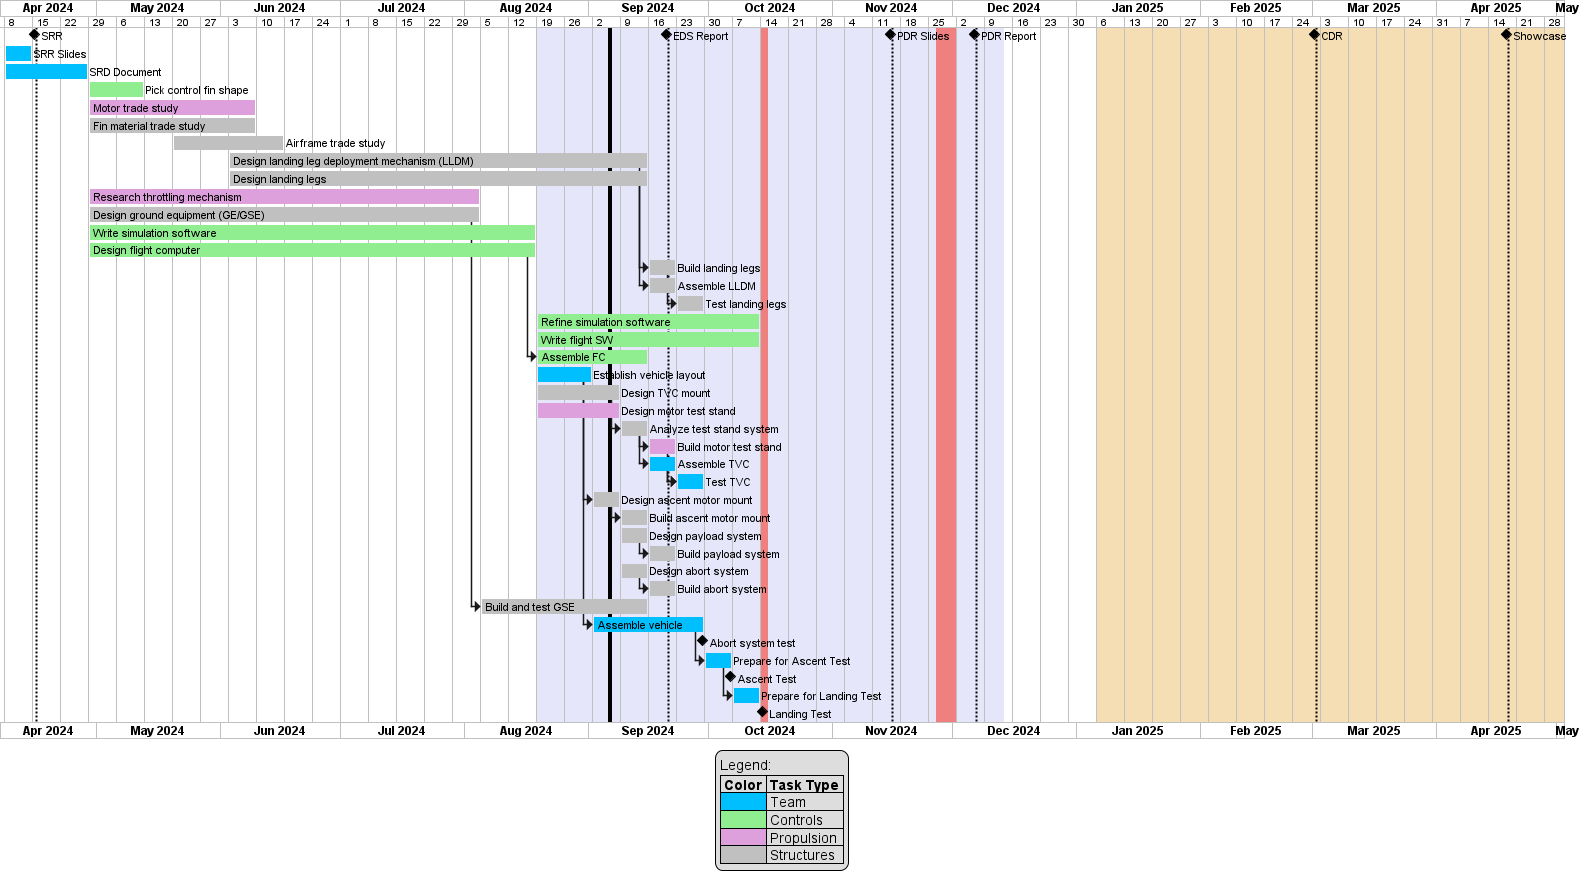 Apr 2024 May 2024 Jun 2024 Jul 2024 Aug 2024 Sep 2024 Oct 2024 Nov 2024 Dec 2024 Jan 2025 Feb 2025 Mar 2025 Apr 2025 May
8 15 22 29 6 13 20 27 3 10 17 24 1 8 15 22 29 5 12 19 26 2 9 16 23 30 7 14 21 28 4 11 18 25 2 9 16 23 30 6 13 20 27 3 10 17 24 3 10 17 24 31 7 14 21 28
SRR EDS Report PDR Slides PDR Report CDR Showcase
SRR Slides
SRD Document
Pick control fin shape
Motor trade study
Fin material trade study
Airframe trade study
Design landing leg deployment mechanism (LLDM)
Design landing legs
Research throttling mechanism
Design ground equipment (GE/GSE)
Write simulation software
Design flight computer
Build landing legs
Assemble LLDM
Test landing legs
Refine simulation software
Write flight SW
Assemble FC
Establish vehicle layout
Design TVC mount
Design motor test stand
Analyze test stand system
Build motor test stand
Assemble TVC
Test TVC
Design ascent motor mount
Build ascent motor mount
Design payload system
Build payload system
Design abort system
Build abort system
Build and test GSE
Assemble vehicle
Abort system test
Prepare for Ascent Test
Ascent Test
Prepare for Landing Test
Landing Test
Apr 2024 May 2024 Jun 2024 Jul 2024 Aug 2024 Sep 2024 Oct 2024 Nov 2024 Dec 2024 Jan 2025 Feb 2025 Mar 2025 Apr 2025 May
Legend:
Color Task Type
Team
Controls
Propulsion
Structures